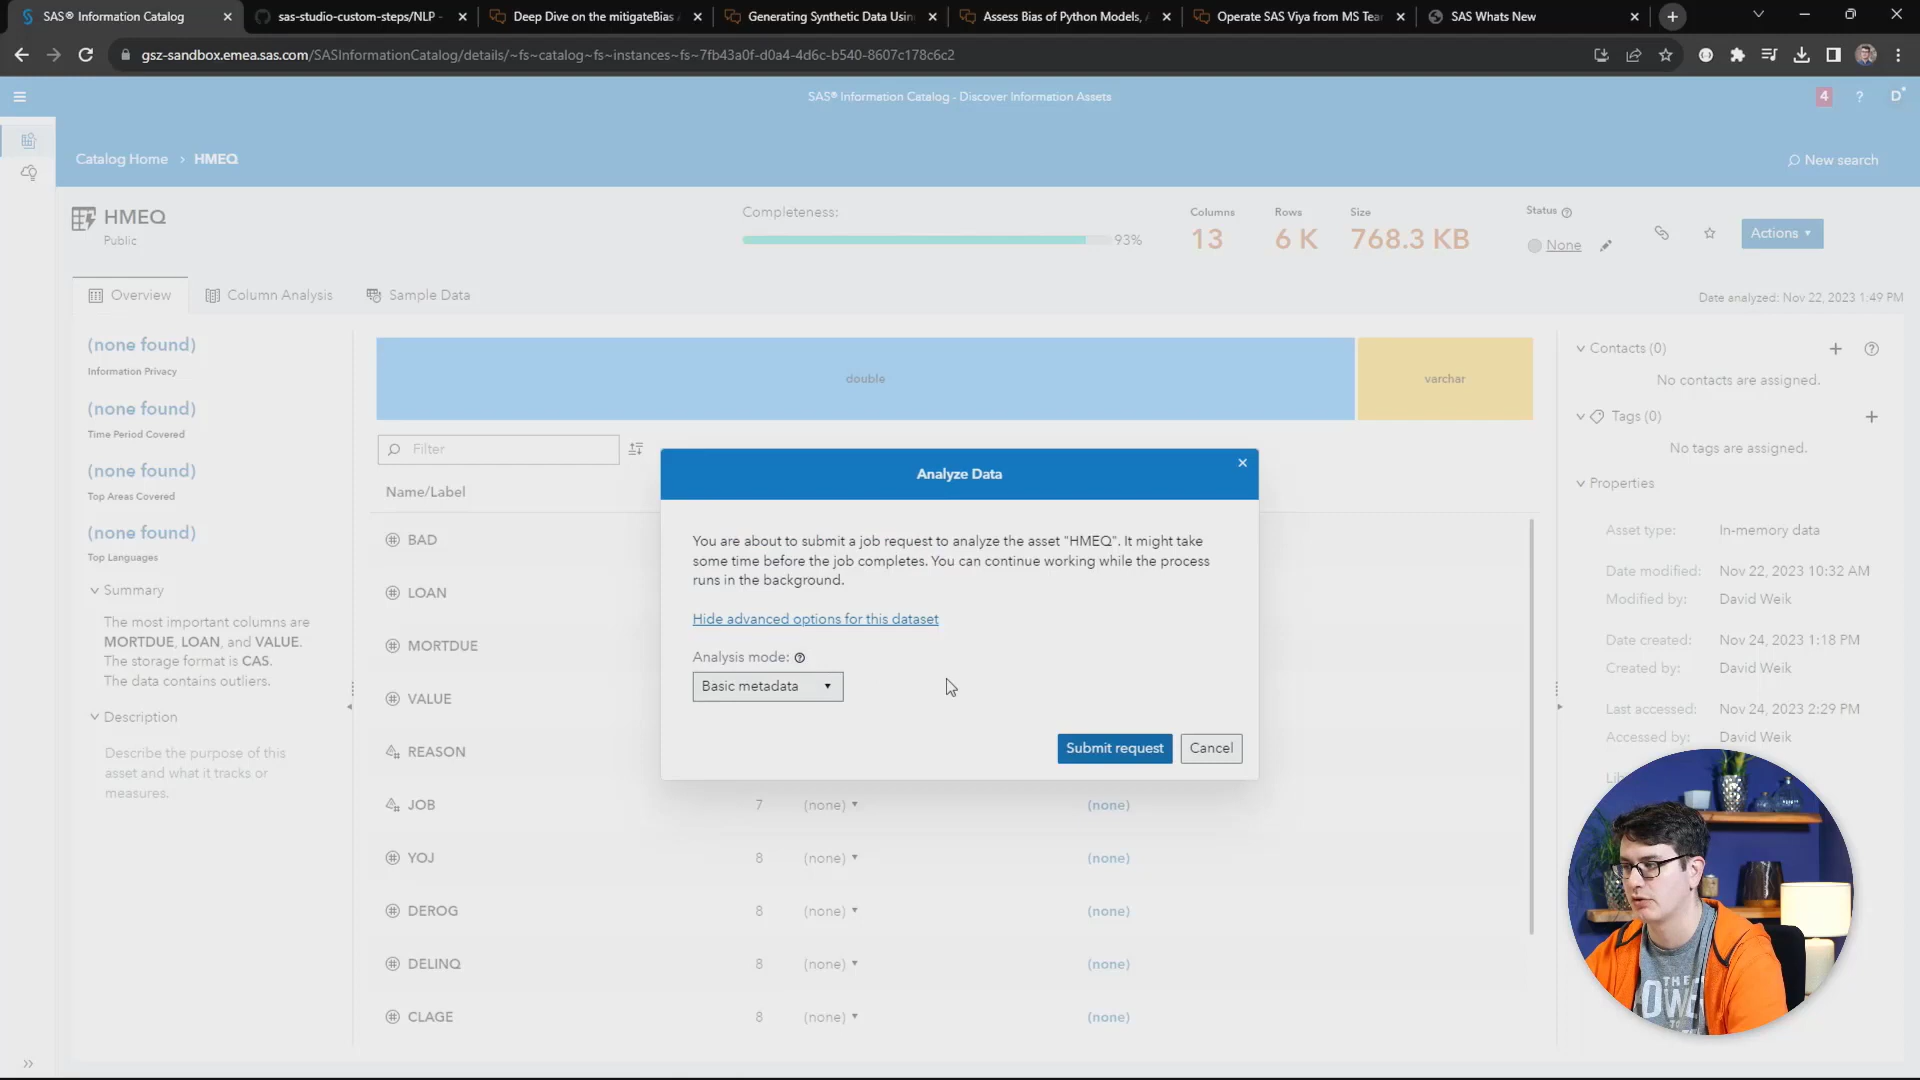 SAS® Information Catalog
sas-studio-custom-steps/NLP -
Deep Dive on the mitigateBias
Generating Synthetic Data Usin
Assess Bias of Python Models,
Operate SAS Viya from MS Tea
SAS Whats New
gsz-sandbox.emea.sas.com/SASInformationCatalog/details/~fs~catalog~fs~instances~fs~7fb43a0f-d0a4-4d6c-b540-8607c178c6c2
SAS® Information Catalog - Discover Information Assets
4
?
D
Catalog Home > HMEQ
New search
HMEQ
Public
Completeness:
93%
Columns
13
Rows
6 K
Size
768.3 KB
Status
None
Actions
Overview
Column Analysis
Sample Data
Date analyzed: Nov 22, 2023 1:49 PM
(none found)
Information Privacy
(none found)
Time Period Covered
(none found)
Top Areas Covered
(none found)
Top Languages
Summary
The most important columns are
MORTDUE, LOAN, and VALUE.
The storage format is CAS.
The data contains outliers.
Description
Describe the purpose of this
asset and what it tracks or
measures.
double
varchar
Filter
Name/Label
BAD
LOAN
MORTDUE
VALUE
REASON
JOB 7 (none) (none)
YOJ 8 (none) (none)
DEROG 8 (none) (none)
DELINQ 8 (none) (none)
CLAGE 8 (none) (none)
Analyze Data
You are about to submit a job request to analyze the asset "HMEQ". It might take
some time before the job completes. You can continue working while the process
runs in the background.
Hide advanced options for this dataset
Analysis mode:
Basic metadata
Submit request
Cancel
Contacts (0)
No contacts are assigned.
Tags (0)
No tags are assigned.
Properties
Asset type: In-memory data
Date modified: Nov 22, 2023 10:32 AM
Modified by: David Weik
Date created: Nov 24, 2023 1:18 PM
Created by: David Weik
Last accessed: Nov 24, 2023 2:29 PM
Accessed by: David Weik
THE